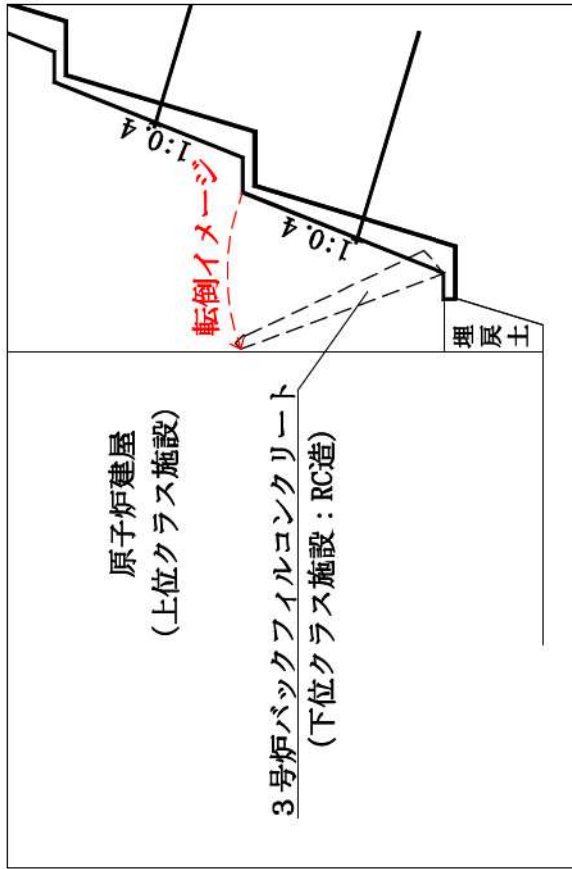 原子炉建屋
(上位クラス施設)
転倒イメージ
1:0.4
1:0.4
3号炉バックフィルコンクリート
(下位クラス施設：RC造)
埋戻土